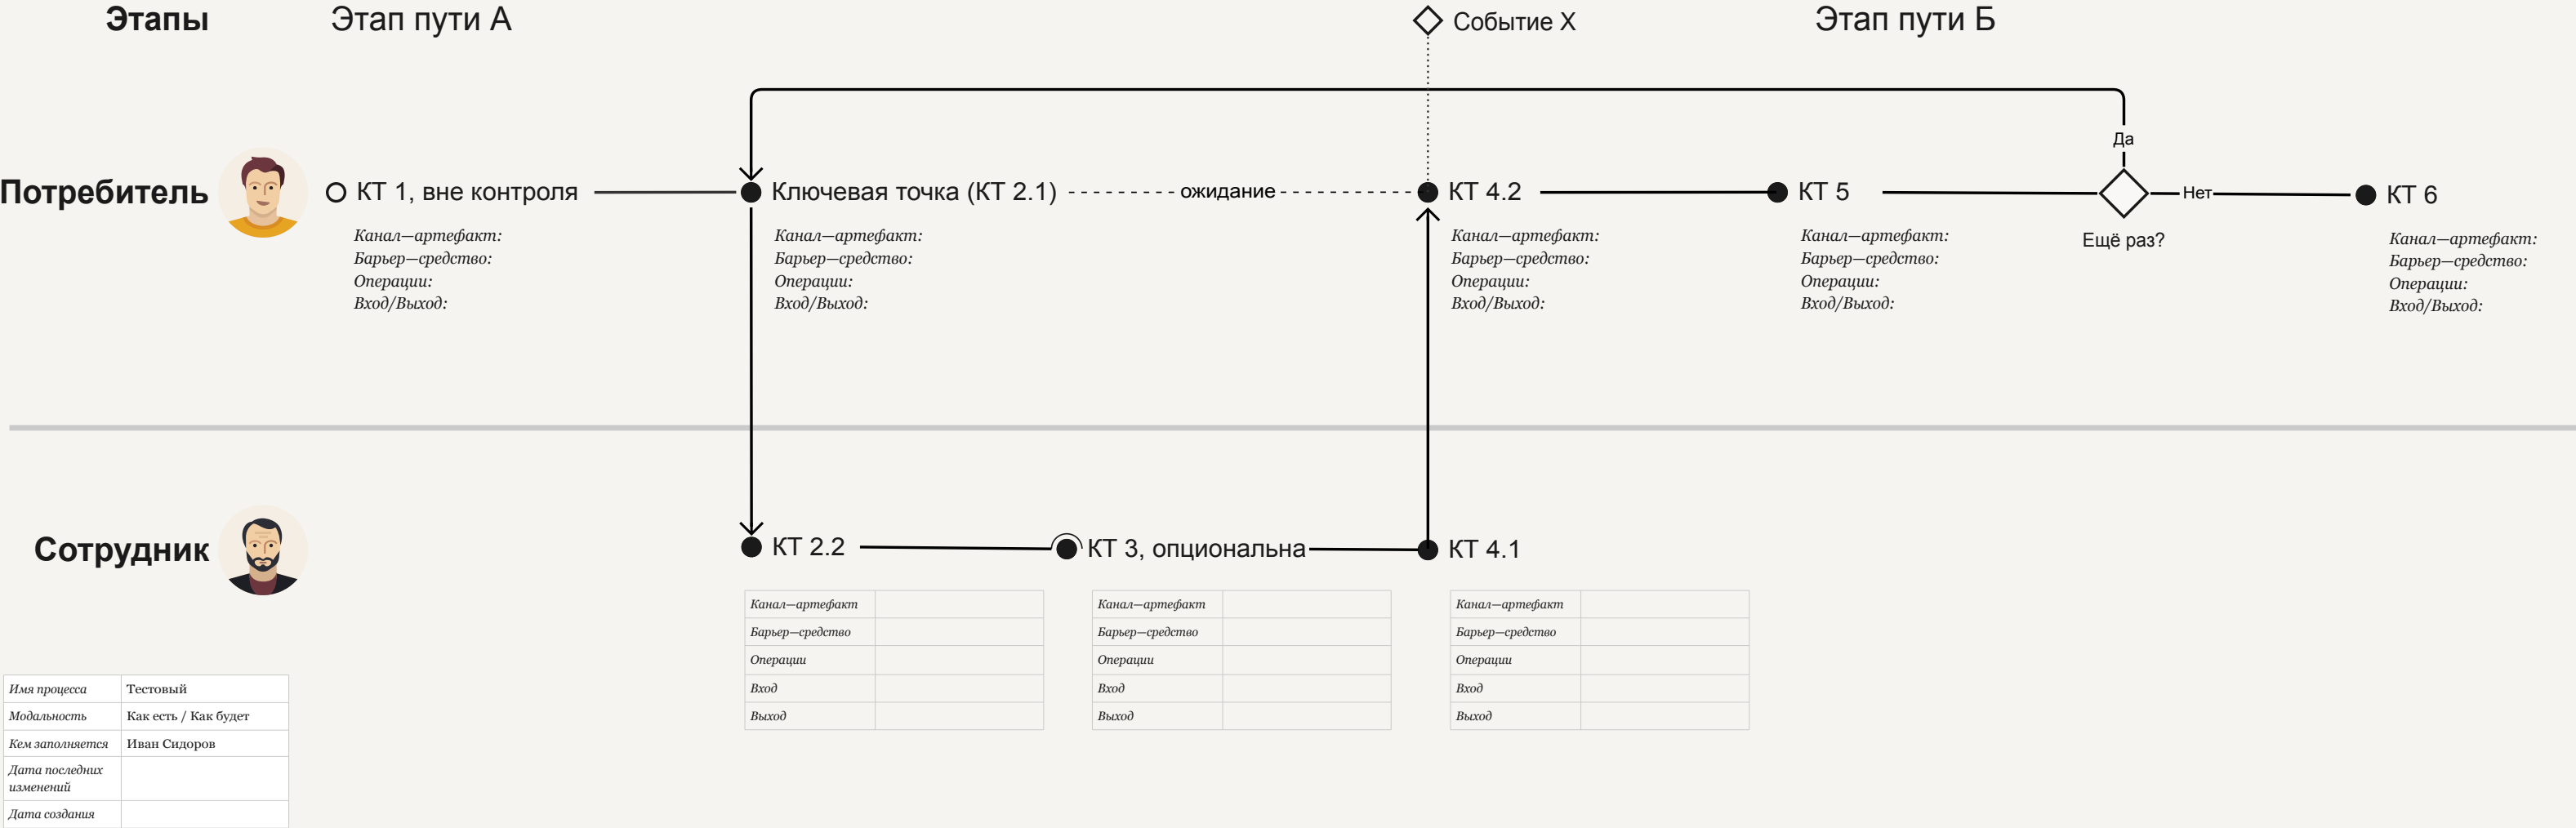 Этапы
Этап пути А
Событие X
Этап пути Б
Да
Потребитель
КТ 1, вне контроля
Ключевая точка (КТ 2.1)
ожидание
КТ 4.2
КТ 5
Нет
КТ 6
Ещё раз?
Канал—артефакт:
Барьер—средство:
Операции:
Вход/Выход:
Канал—артефакт:
Барьер—средство:
Операции:
Вход/Выход:
Канал—артефакт:
Барьер—средство:
Операции:
Вход/Выход:
Канал—артефакт:
Барьер—средство:
Операции:
Вход/Выход:
Канал—артефакт:
Барьер—средство:
Операции:
Вход/Выход:
Сотрудник
КТ 2.2
КТ 3, опциональна
КТ 4.1
Канал—артефакт
Барьер—средство
Операции
Вход
Выход
Канал—артефакт
Барьер—средство
Операции
Вход
Выход
Канал—артефакт
Барьер—средство
Операции
Вход
Выход
Имя процесса Тестовый
Модальность Как есть / Как будет
Кем заполняется Иван Сидоров
Дата последних
изменений
Дата создания